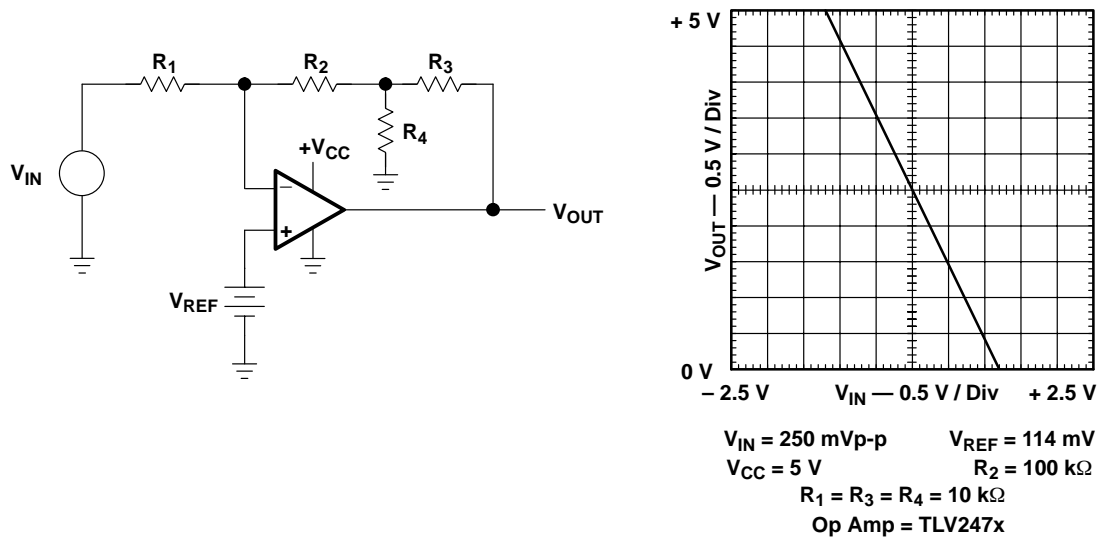 R1
R2
R3
R4
+VCC
VIN
−
+
VOUT
VREF
+ 5 V
VOUT — 0.5 V / Div
0 V
– 2.5 V
VIN — 0.5 V / Div
+ 2.5 V
VIN = 250 mVp-p
VREF = 114 mV
VCC = 5 V
R2 = 100 kΩ
R1 = R3 = R4 = 10 kΩ
Op Amp = TLV247x